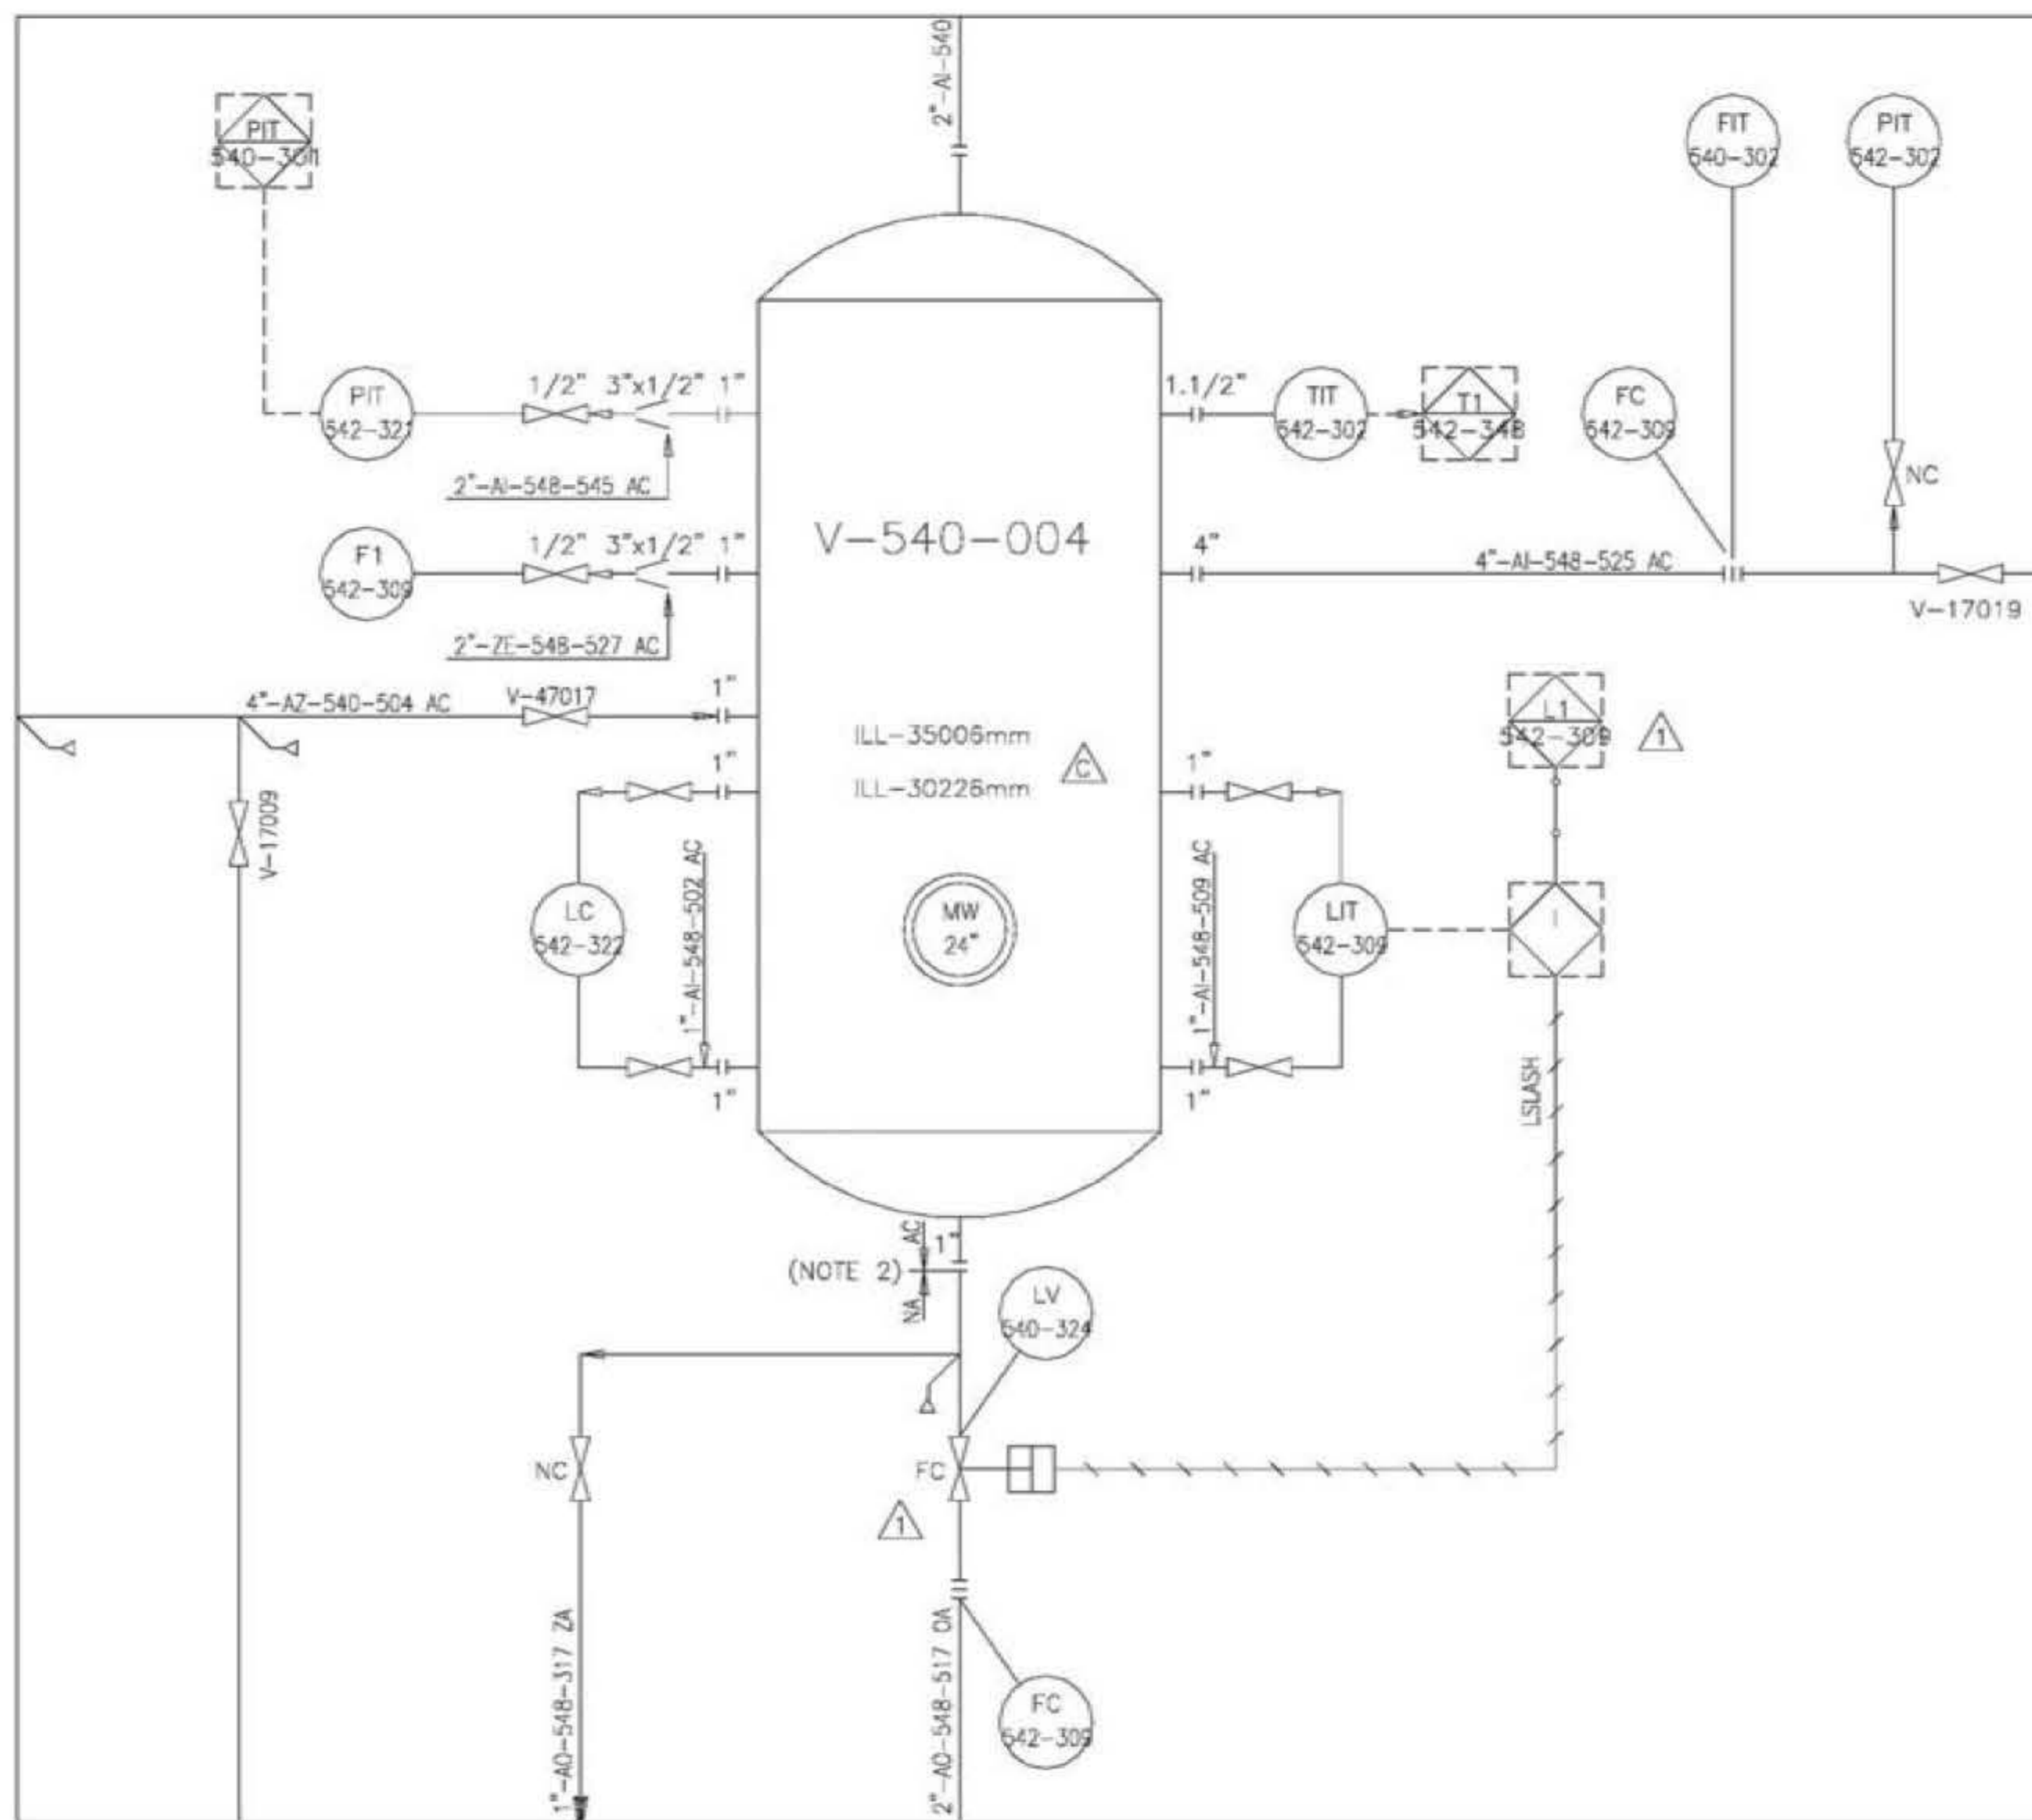 2"-AI-540
PIT
540-301
FIT
540-302
PIT
542-302
PIT
542-321
1/2"
3"x1/2"
1"
1.1/2"
TIT
542-302
T1
542-348
FC
542-309
NC
2"-AI-548-545 AC
V-540-004
F1
542-309
1/2"
3"x1/2"
1"
4"
4"-AI-548-525 AC
V-17019
2"-ZE-548-527 AC
4"-AZ-540-504 AC
V-47017
1"
ILL-35006mm
ILL-30226mm
C
L1
542-309
1
1"
1"
V-17009
LC
542-322
1"-AI-548-502 AC
MW
24"
1"-AI-548-509 AC
LIT
542-309
I
1"
1"
LSLASH
AC
1"
(NOTE 2)
NA
LV
540-324
NC
FC
1
1"-AO-548-317 ZA
2"-AO-548-517 OA
FC
542-309